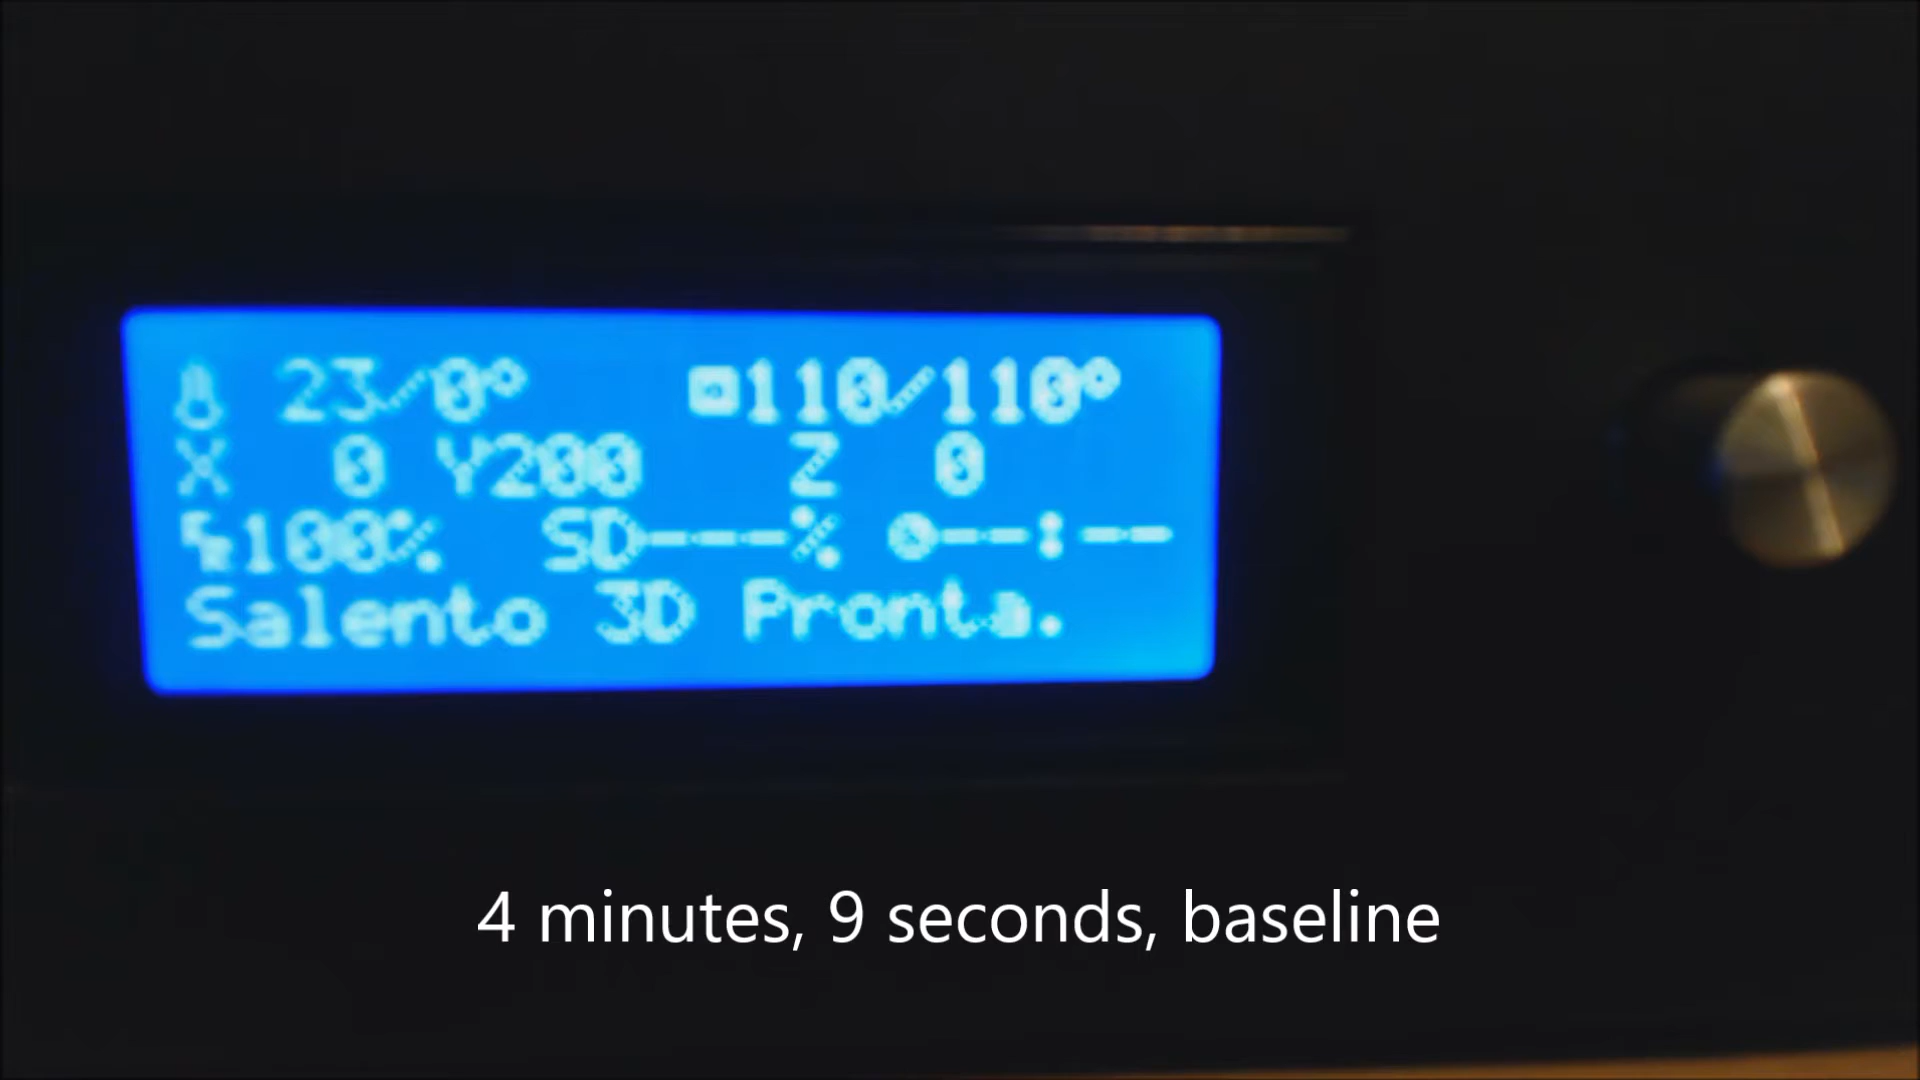 23/0° 110/110°
X 0 Y200 Z 0
100% SD---% --:--
Salento 3D Pronta.
4 minutes, 9 seconds, baseline